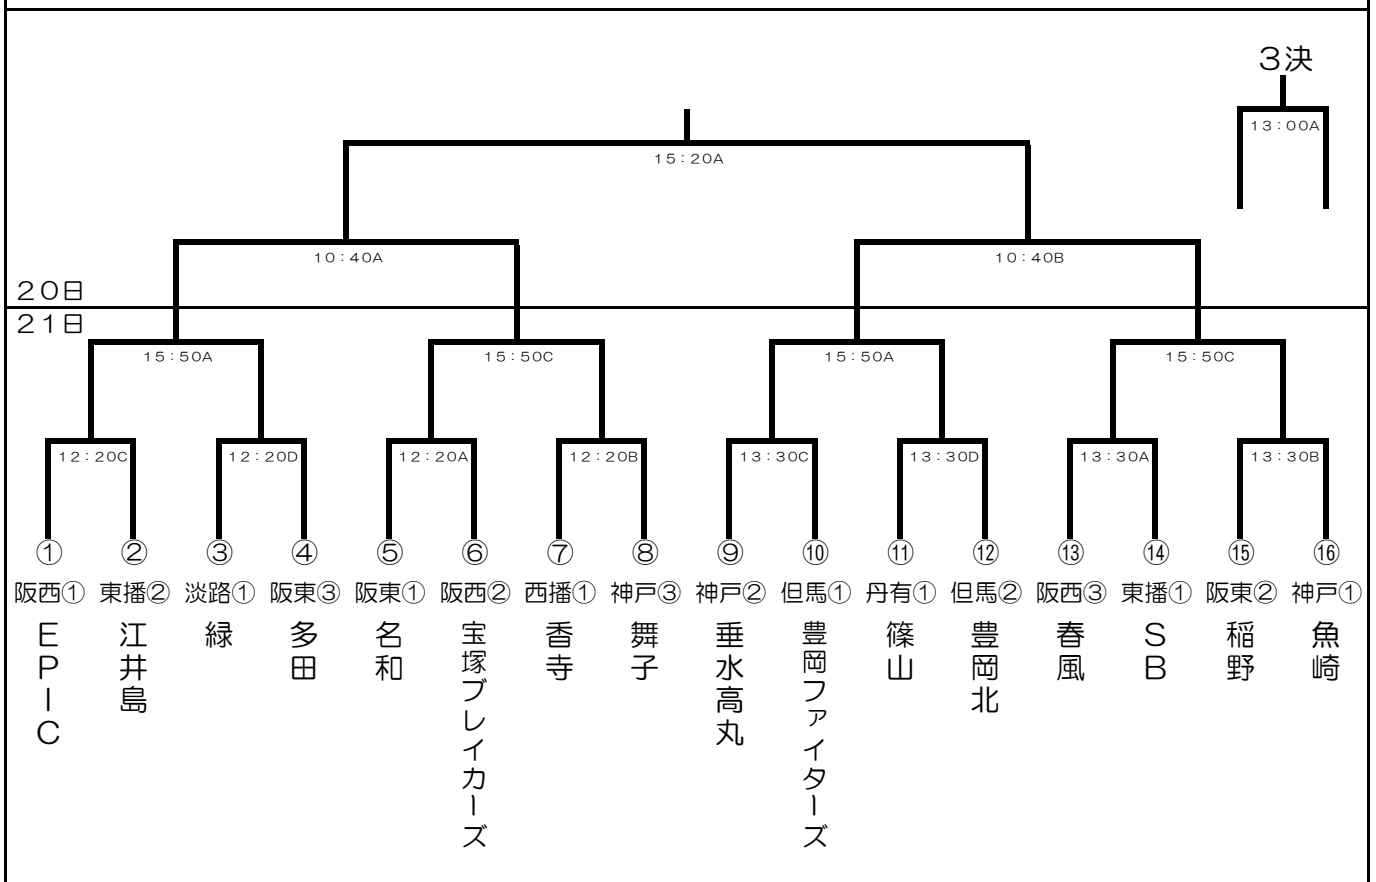 3決
13:00A
15:20A
10:40A
10:40B
20日
21日
15:50A
15:50C
15:50A
15:50C
12:20C
12:20D
12:20A
12:20B
13:30C
13:30D
13:30A
13:30B
① ② ③ ④ ⑤ ⑥ ⑦ ⑧ ⑨ ⑩ ⑪ ⑫ ⑬ ⑭ ⑮ ⑯
阪西① 東播② 淡路① 阪東③ 阪東① 阪西② 西播① 神戸③ 神戸② 但馬① 丹有① 但馬② 阪西③ 東播① 阪東② 神戸①
EPIC
江井島
緑
多田
名和
宝塚ブレイカーズ
香寺
舞子
垂水高丸
豊岡ファイターズ
篠山
豊岡北
春風
SB
稲野
魚崎